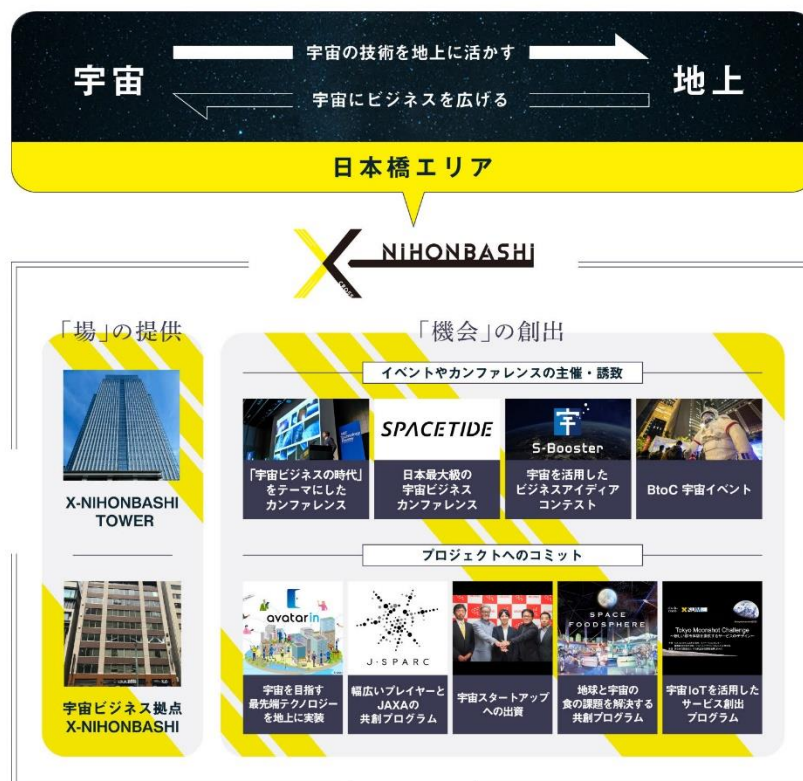 宇宙の技術を地上に活かす
宇宙
地上
宇宙にビジネスを広げる
日本橋エリア
X
CROSS
NiHONBASHi
「場」の提供
X-NIHONBASHI
TOWER
宇宙ビジネス拠点
X-NIHONBASHI
「機会」の創出
イベントやカンファレンスの主催・誘致
「宇宙ビジネスの時代」
をテーマにした
カンファレンス
SPACETIDE
日本最大級の
宇宙ビジネス
カンファレンス
宇
S-Booster
宇宙を活用した
ビジネスアイディア
コンテスト
BtoC 宇宙イベント
プロジェクトへのコミット
avatarin
宇宙を目指す
最先端テクノロジー
を地上に実装
J-SPARC
幅広いプレイヤーと
JAXAの
共創プログラム
宇宙スタートアップ
への出資
SPACE
FOODSPHERE
地球と宇宙の
食の課題を解決する
共創プログラム
Tokyo Moonshot Challenge
宇宙IoTを活用した
サービス創出
プログラム